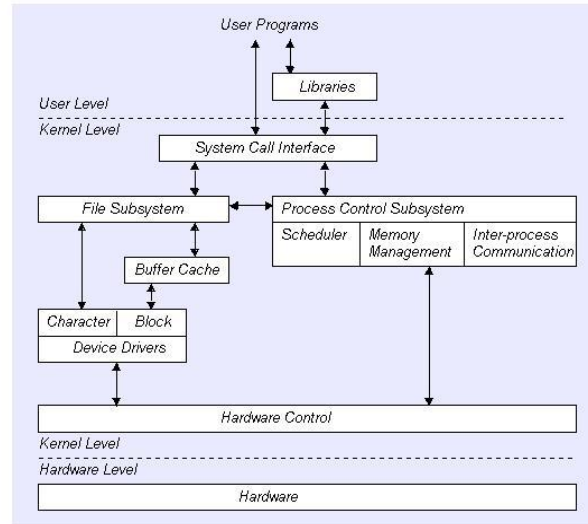 User Programs
Libraries
User Level
Kernel Level
System Call Interface
File Subsystem
Process Control Subsystem
Scheduler
Memory
Management
Inter-process
Communication
Buffer Cache
Character
Block
Device Drivers
Hardware Control
Kernel Level
Hardware Level
Hardware